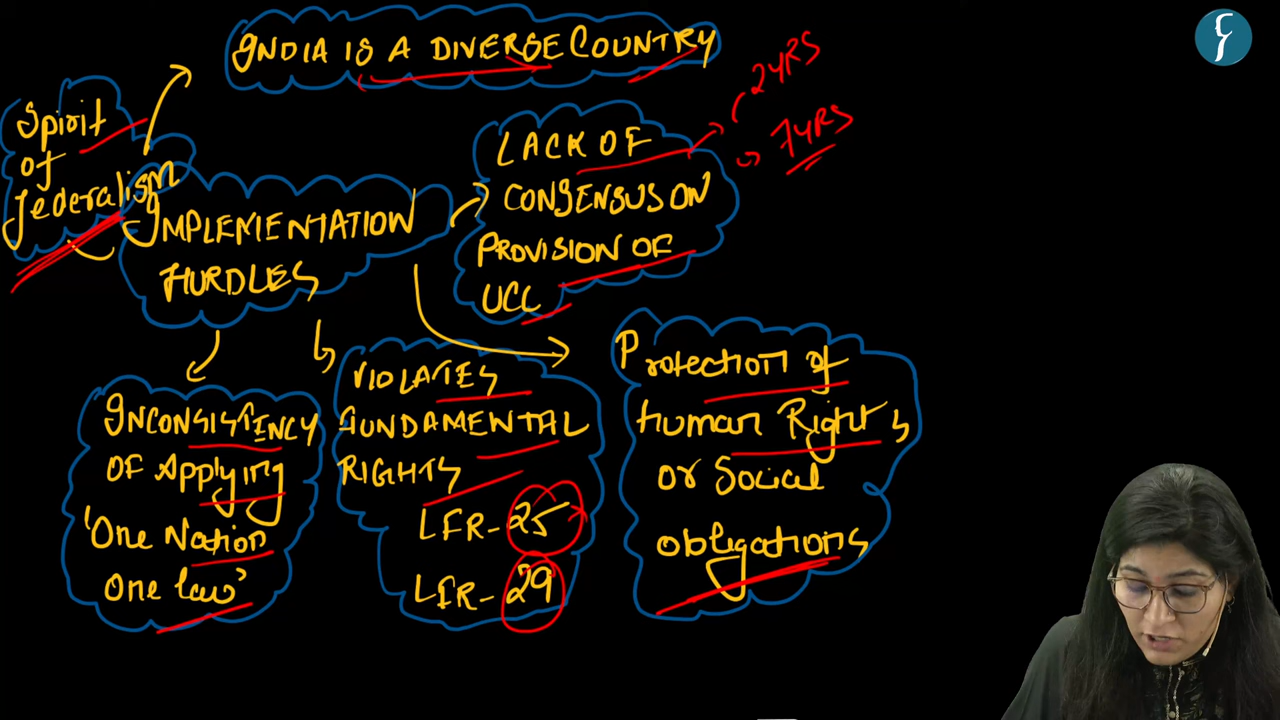 INDIA IS A DIVERGE COUNTRY
Spirit
of
federalism
IMPLEMENTATION
HURDLES
LACK OF
CONSENSUS ON
PROVISION OF
UCC
2YRS
7YRS
INCONSISTENCY
OF Applying
'One Nation
One law'
VIOLATES
FUNDAMENTAL
RIGHTS
LFR- 25
LFR- 29
Protection of
human Rights
or Social
obligations